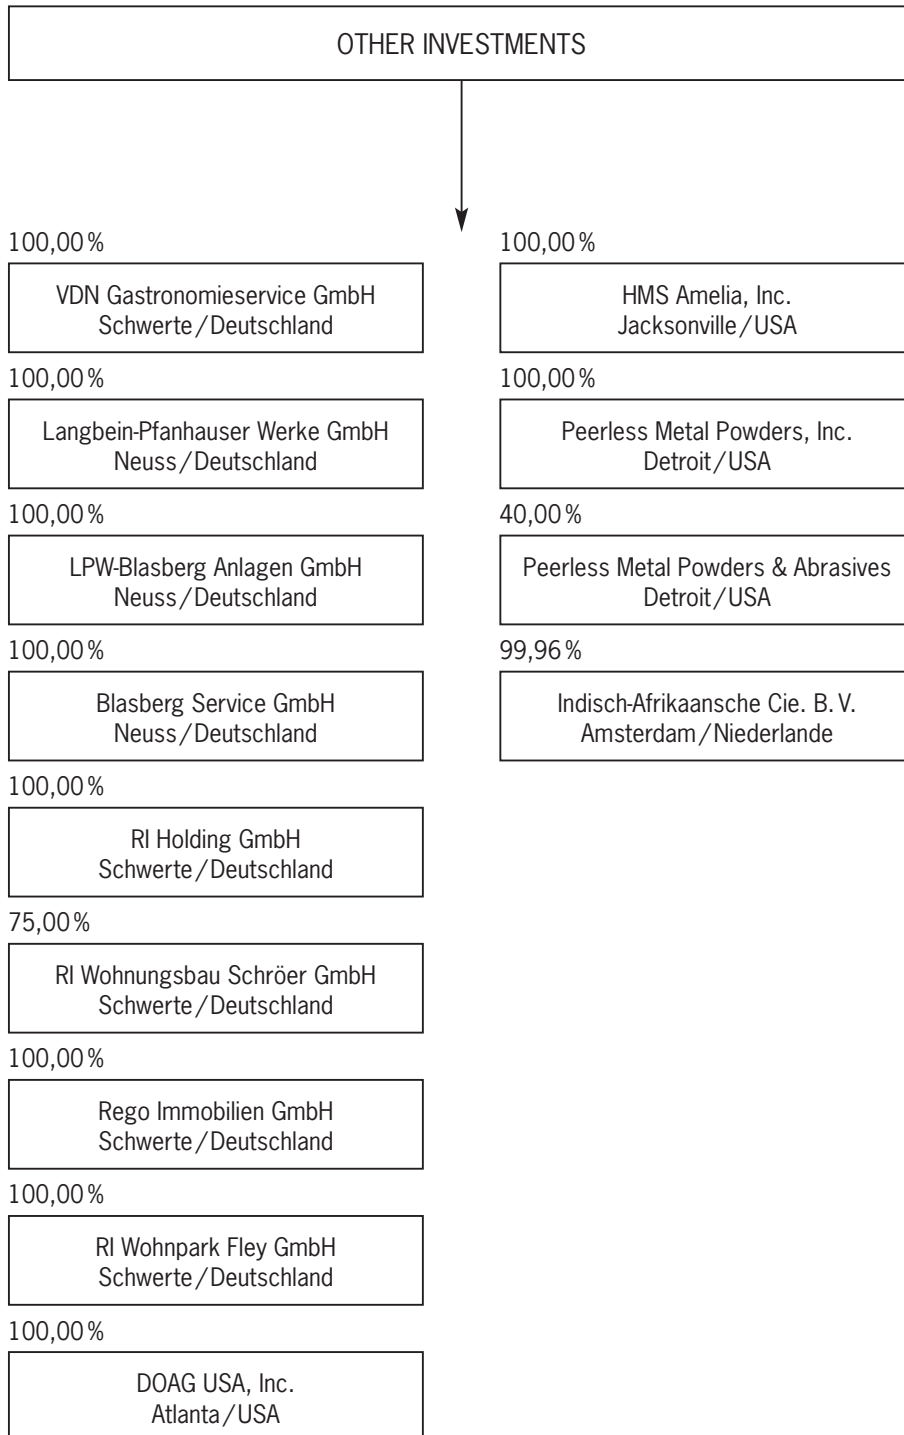 OTHER INVESTMENTS
100,00%
VDN Gastronomieservice GmbH
Schwerte/Deutschland
100,00%
Langbein-Pfanhauser Werke GmbH
Neuss/Deutschland
100,00%
LPW-Blasberg Anlagen GmbH
Neuss/Deutschland
100,00%
Blasberg Service GmbH
Neuss/Deutschland
100,00%
RI Holding GmbH
Schwerte/Deutschland
75,00%
RI Wohnungsbau Schröer GmbH
Schwerte/Deutschland
100,00%
Rego Immobilien GmbH
Schwerte/Deutschland
100,00%
RI Wohnpark Fley GmbH
Schwerte/Deutschland
100,00%
DOAG USA, Inc.
Atlanta/USA
100,00%
HMS Amelia, Inc.
Jacksonville/USA
100,00%
Peerless Metal Powders, Inc.
Detroit/USA
40,00%
Peerless Metal Powders & Abrasives
Detroit/USA
99,96%
Indisch-Afrikaansche Cie. B.V.
Amsterdam/Niederlande